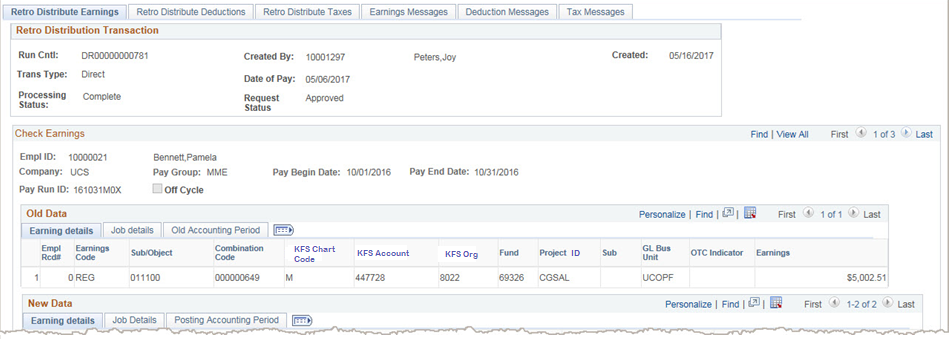 Retro Distribute Earnings Retro Distribute Deductions Retro Distribute Taxes Earnings Messages Deduction Messages Tax Messages
Retro Distribution Transaction
Run Cntl: DR00000000781 Created By: 10001297 Peters,Joy Created: 05/16/2017
Trans Type: Direct Date of Pay: 05/06/2017
Processing Status: Complete Request Status Approved
Check Earnings Find | View All First 1 of 3 Last
Empl ID: 10000021 Bennett,Pamela
Company: UCS Pay Group: MME Pay Begin Date: 10/01/2016 Pay End Date: 10/31/2016
Pay Run ID: 161031M0X Off Cycle
Old Data Personalize | Find | First 1 of 1 Last
Earning details Job details Old Accounting Period
Empl Rcd# Earnings Code Sub/Object Combination Code KFS Chart Code KFS Account KFS Org Fund Project ID Sub GL Bus Unit OTC Indicator Earnings
1 0 REG 011100 000000649 M 447728 8022 69326 CGSAL UCOPF $5,002.51
New Data Personalize | Find | First 1-2 of 2 Last
Earning details Job Details Posting Accounting Period